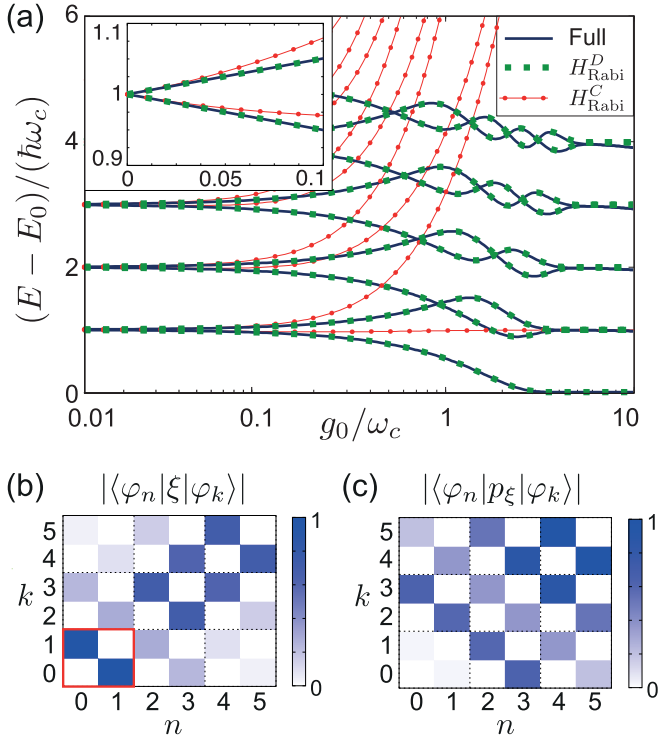 (a)
(E − E₀)/(ħω_c)
6
4
2
0
0.01
0.1
1
10
g₀/ω_c
1.1
1
0.9
0
0.05
0.1
Full
H^D_Rabi
H^C_Rabi
(b)
|⟨φ_n|ξ|φ_k⟩|
5
4
3
2
1
0
k
0 1 2 3 4 5
n
1
0
(c)
|⟨φ_n|p_ξ|φ_k⟩|
5
4
3
2
1
0
k
0 1 2 3 4 5
n
1
0